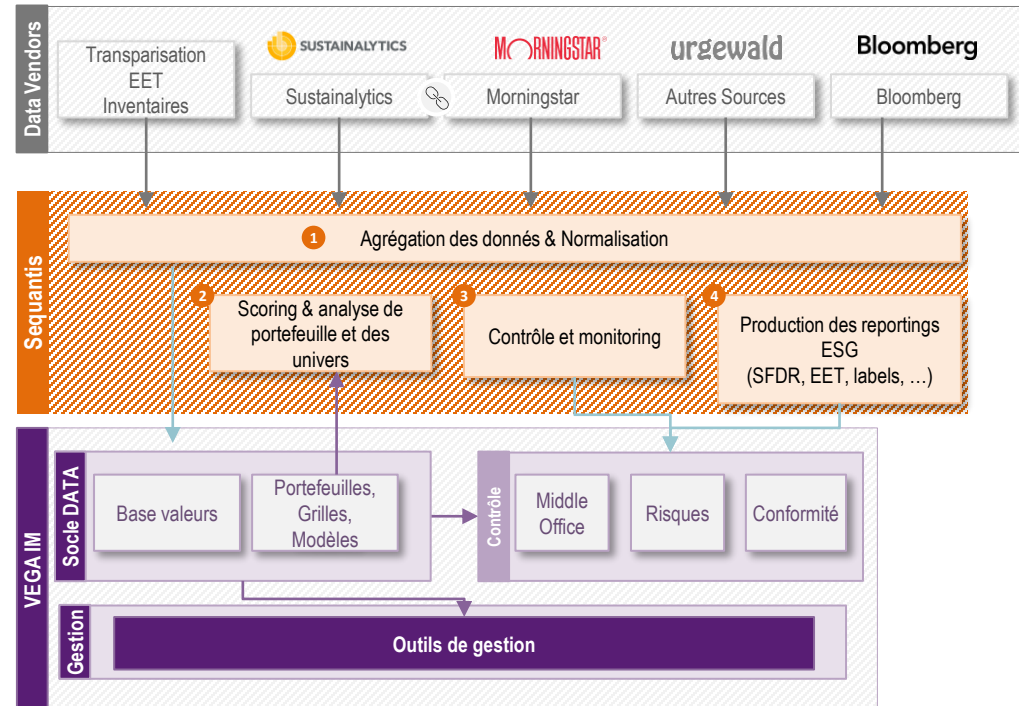 Data Vendors
Transparisation
EET
Inventaires
SUSTAINALYTICS
Sustainalytics
MORNINGSTAR®
Morningstar
urgewald
Autres Sources
Bloomberg
Bloomberg
Sequantis
1 Agrégation des donnés & Normalisation
2
Scoring & analyse de
portefeuille et des
univers
3
Contrôle et monitoring
4
Production des reportings
ESG
(SFDR, EET, labels, …)
VEGA IM
Socle DATA
Base valeurs
Portefeuilles,
Grilles,
Modèles
Contrôle
Middle
Office
Risques
Conformité
Gestion
Outils de gestion